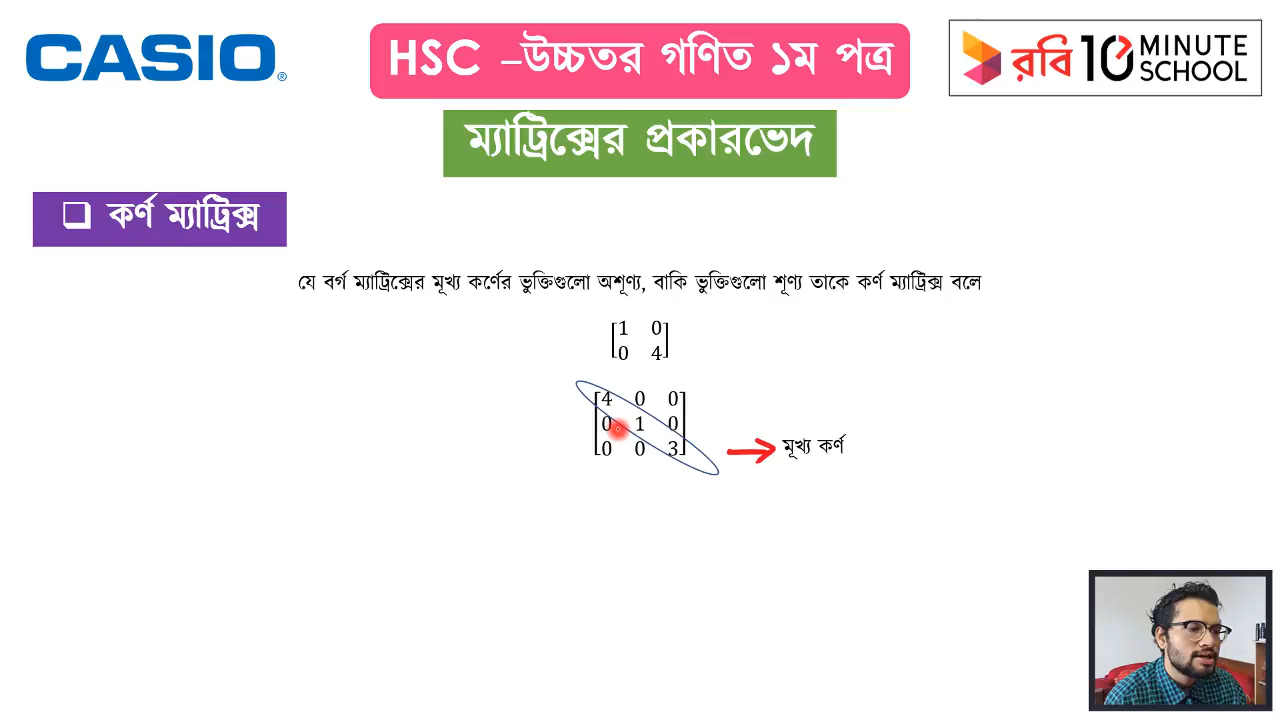 CASIO®
HSC –উচ্চতর গণিত ১ম পত্র
রবি 10 MINUTE SCHOOL
ম্যাট্রিক্সের প্রকারভেদ
❑ কর্ণ ম্যাট্রিক্স
যে বর্গ ম্যাট্রিক্সের মূখ্য কর্ণের ভুক্তিগুলো অশূণ্য, বাকি ভুক্তিগুলো শূণ্য তাকে কর্ণ ম্যাট্রিক্স বলে
1 0
0 4
4 0 0
0 1 0
0 0 3
মূখ্য কর্ণ